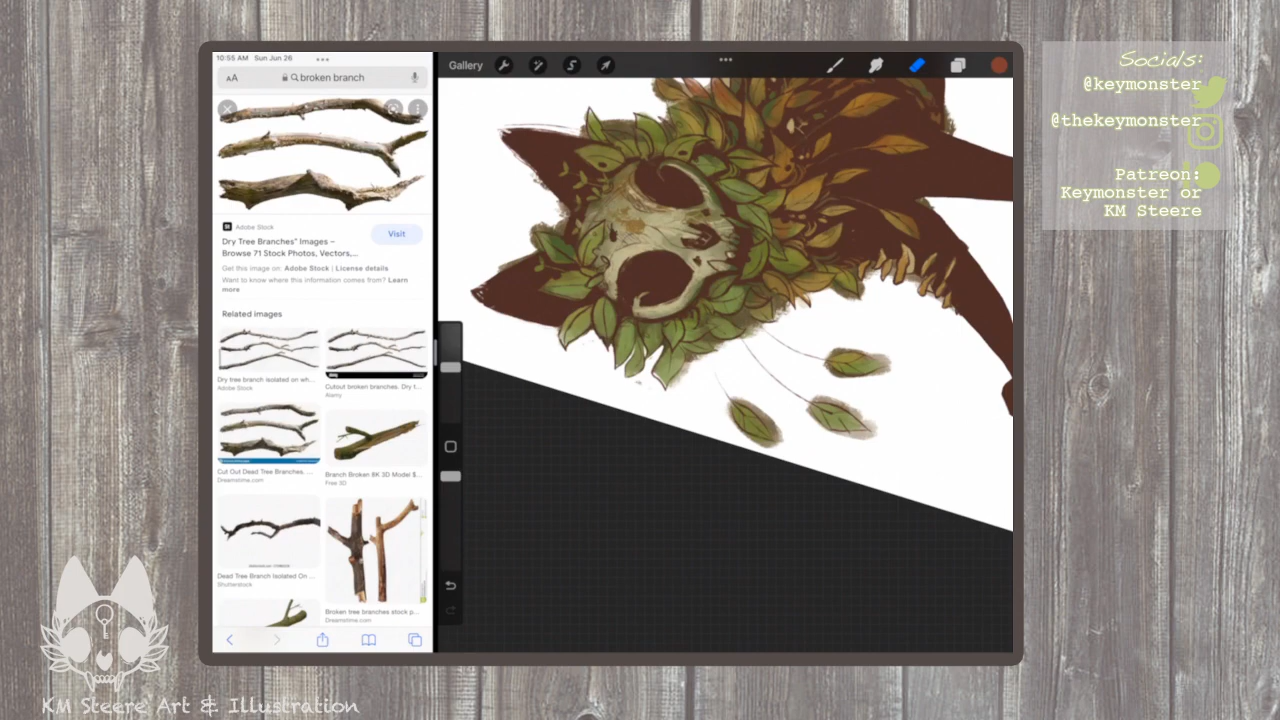 10:55 AM Sun Jun 26
AA broken branch
Adobe Stock
Dry Tree Branches" Images –
Browse 71 Stock Photos, Vectors,...
Visit
Get this image on: Adobe Stock | License details
Want to know where this information comes from? Learn
more
Related images
Dry tree branch isolated on wh...
Adobe Stock
Cutout broken branches. Dry t...
Alamy
Cut Out Dead Tree Branches. ...
Dreamstime.com
Branch Broken 8K 3D Model $...
Free 3D
Dead Tree Branch Isolated On ...
Shutterstock
Broken tree branches stock p...
Dreamstime.com
Gallery
Socials:
@keymonster
@thekeymonster
Patreon:
Keymonster or
KM Steere
KM Steere Art & Illustration